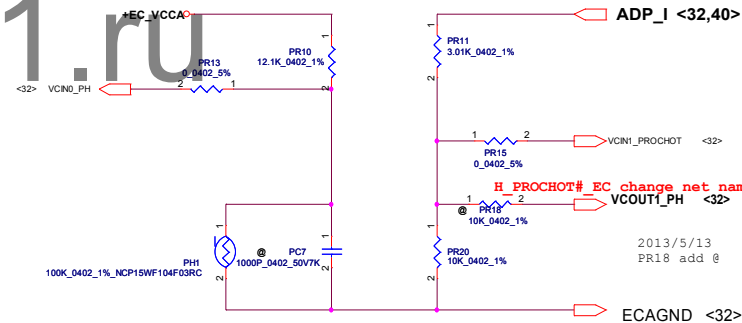 1.ru
+EC_VCCA
ADP_I <32,40>
1
PR10
12.1K_0402_1%
2
1
PR11
3.01K_0402_1%
2
PR13
0_0402_5%
<32> VCIN0_PH
2 1
1 2
PR15
0_0402_5%
VCIN1_PROCHOT <32>
H_PROCHOT#_EC change net nam
@
1 2
PR18
10K_0402_1%
VCOUT1_PH <32>
2013/5/13
PR18 add @
1
PH1
100K_0402_1%_NCP15WF104F03RC
2
1
@
PC7
1000P_0402_50V7K
2
1
PR20
10K_0402_1%
2
ECAGND <32>